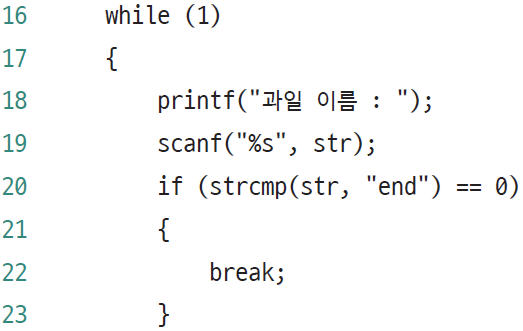 16 while (1)
17 {
18 printf("과일 이름 : ");
19 scanf("%s", str);
20 if (strcmp(str, "end") == 0)
21 {
22 break;
23 }